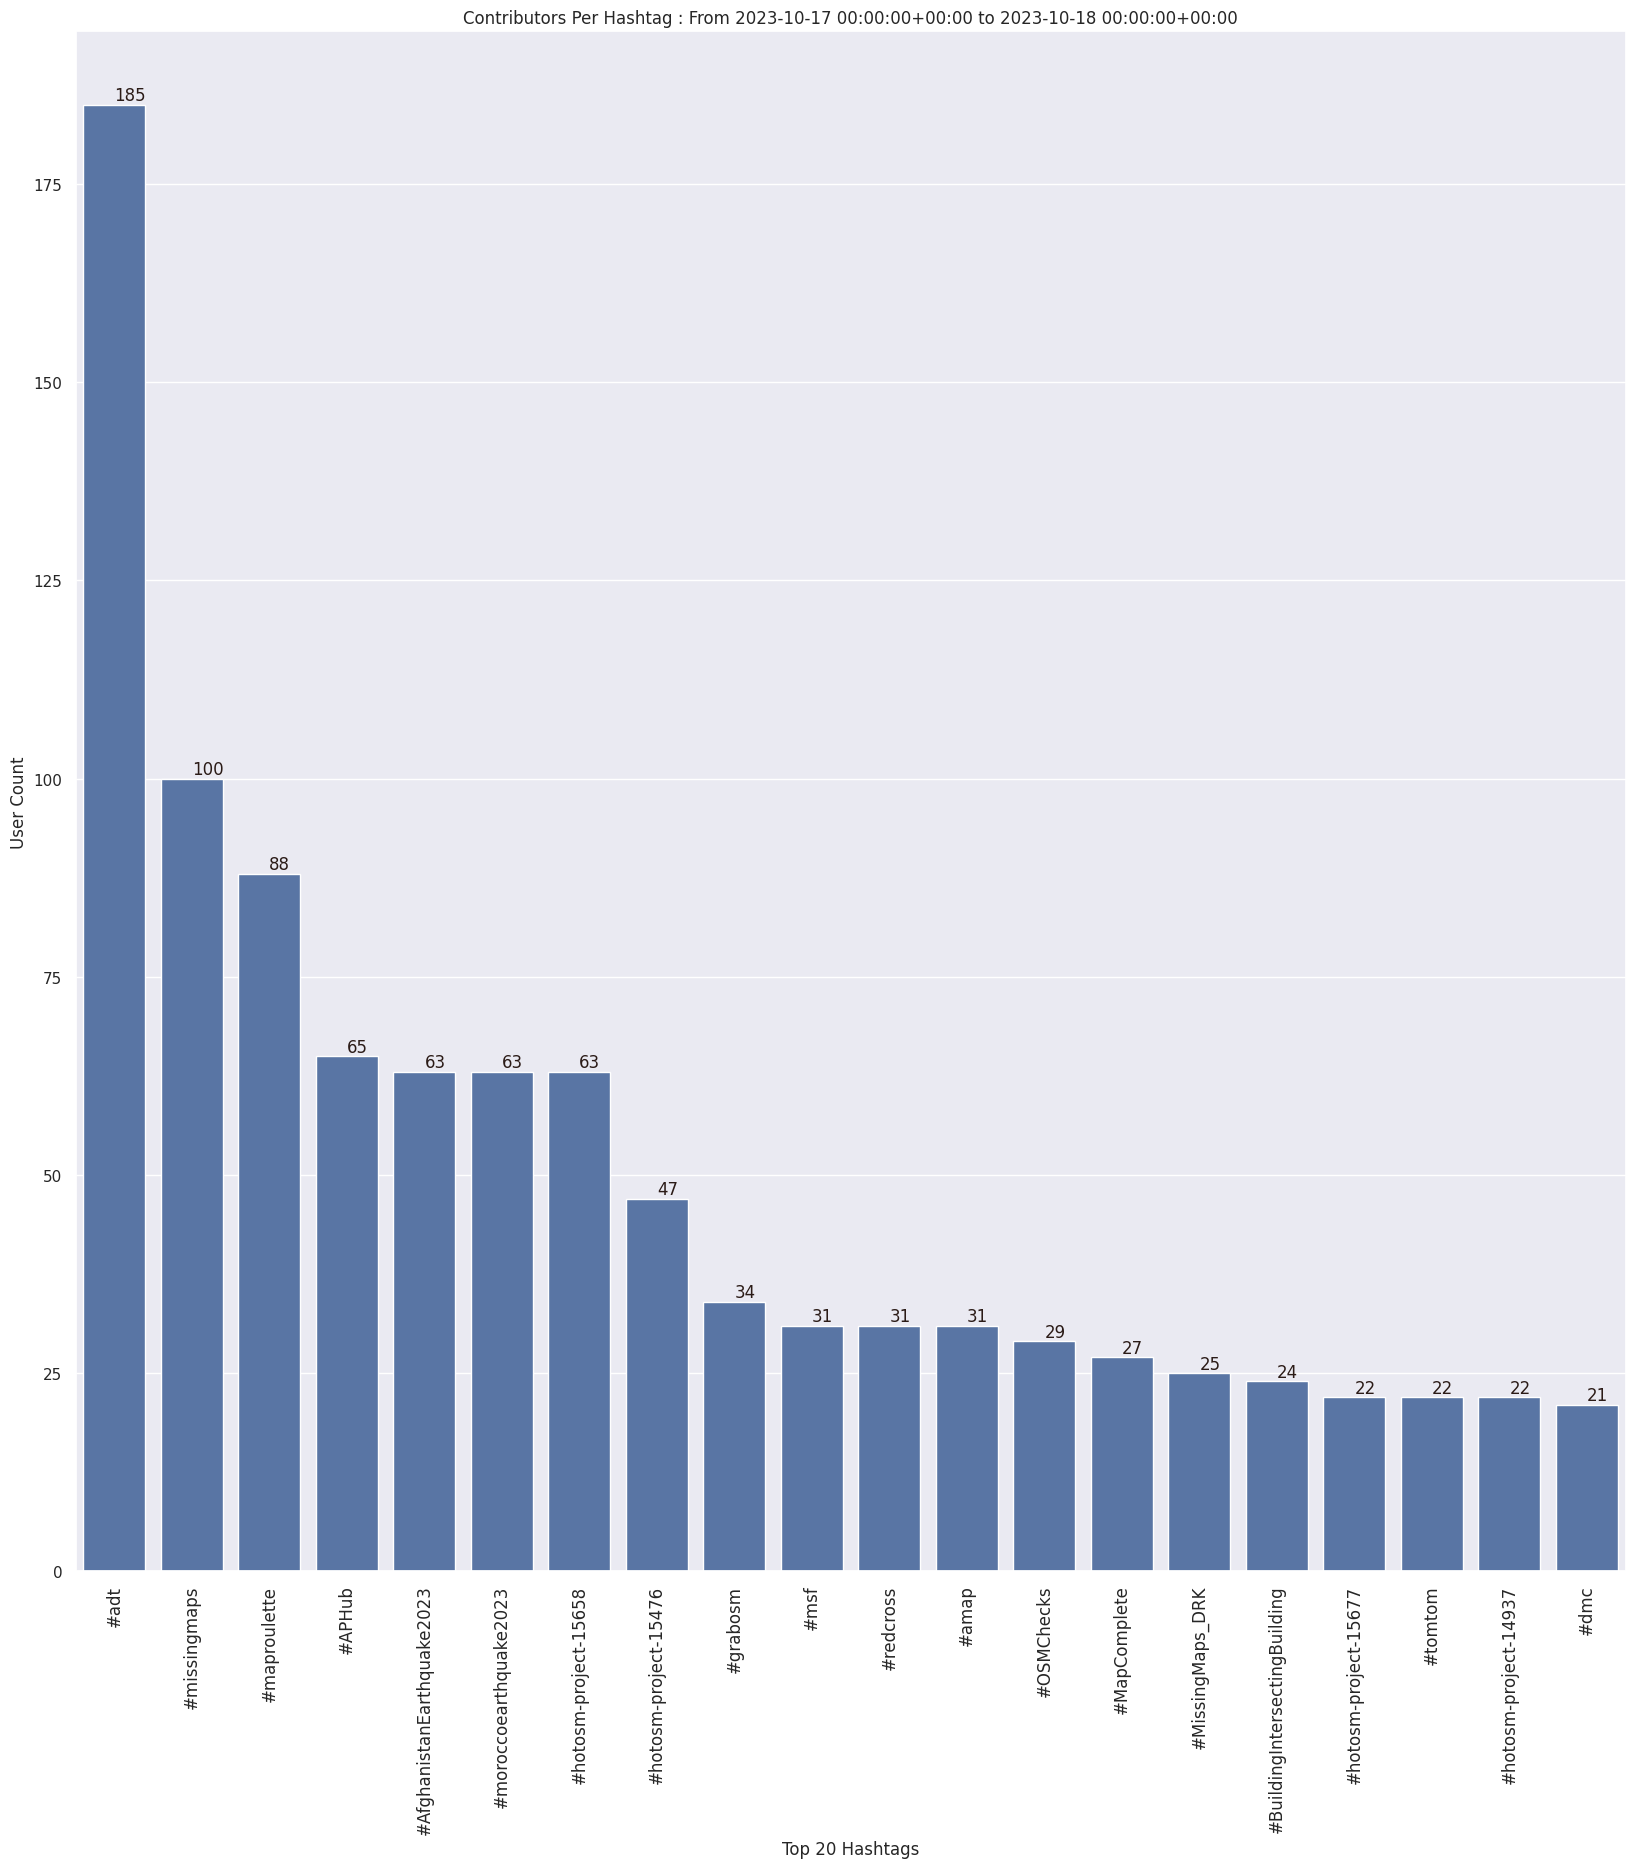 Contributors Per Hashtag : From 2023-10-17 00:00:00+00:00 to 2023-10-18 00:00:00+00:00
User Count
175
150
125
100
75
50
25
0
185
100
88
65
63
63
63
47
34
31
31
31
29
27
25
24
22
22
22
21
#adt
#missingmaps
#maproulette
#APHub
#AfghanistanEarthquake2023
#moroccoearthquake2023
#hotosm-project-15658
#hotosm-project-15476
#grabosm
#msf
#redcross
#amap
#OSMChecks
#MapComplete
#MissingMaps_DRK
#BuildingIntersectingBuilding
#hotosm-project-15677
#tomtom
#hotosm-project-14937
#dmc
Top 20 Hashtags